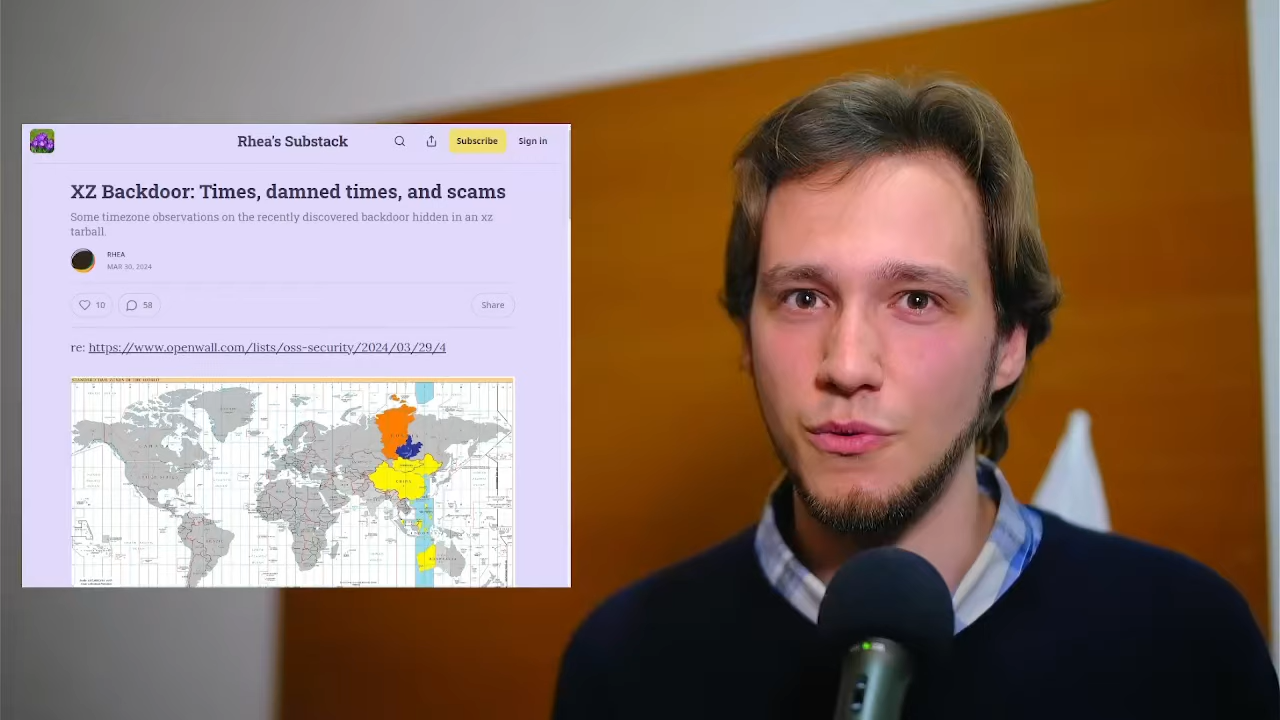 Rhea's Substack
Subscribe
Sign in
XZ Backdoor: Times, damned times, and scams
Some timezone observations on the recently discovered backdoor hidden in an xz
tarball.
RHEA
MAR 30, 2024
10
58
Share
re: https://www.openwall.com/lists/oss-security/2024/03/29/4